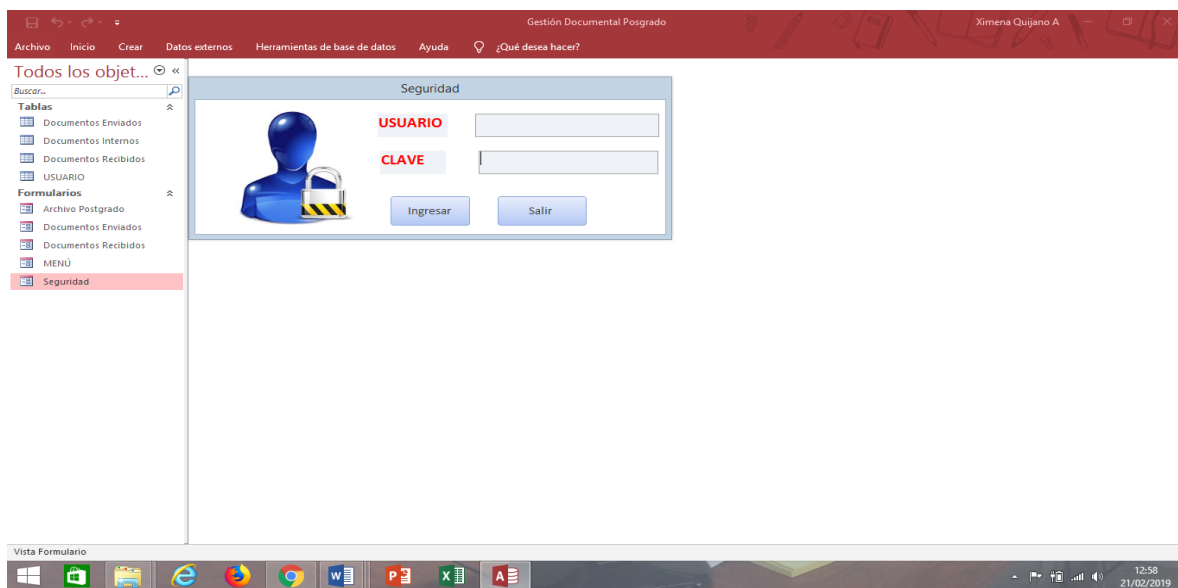 Gestión Documental Posgrado
Ximena Quijano A
Archivo Inicio Crear Datos externos Herramientas de base de datos Ayuda ¿Qué desea hacer?
Todos los objet...
Buscar...
Tablas
Documentos Enviados
Documentos Internos
Documentos Recibidos
USUARIO
Formularios
Archivo Postgrado
Documentos Enviados
Documentos Recibidos
MENÚ
Seguridad
Seguridad
USUARIO
CLAVE
Ingresar Salir
Vista Formulario
12:58
21/02/2019